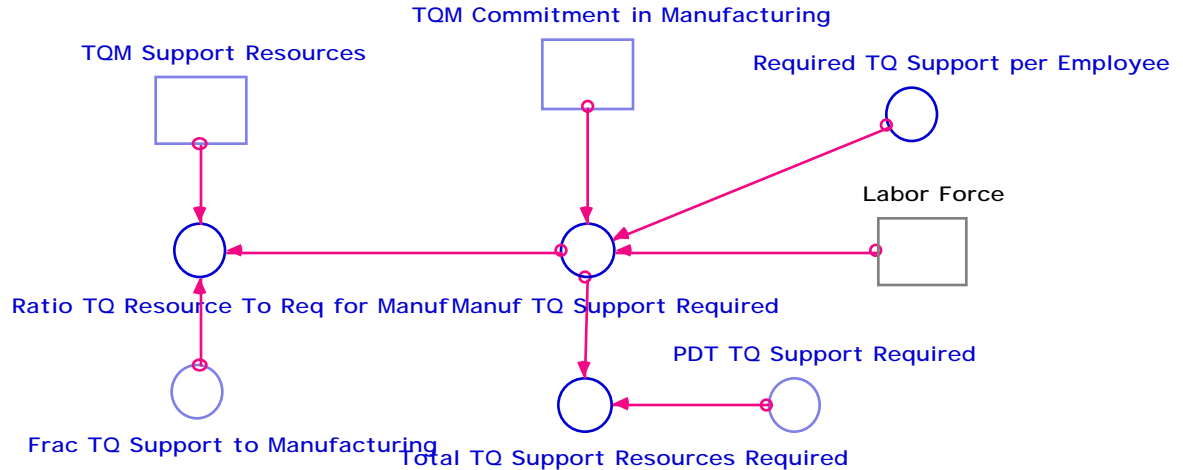 TQM Commitment in Manufacturing
TQM Support Resources
Required TQ Support per Employee
Labor Force
Ratio TQ Resource To Req for Manuf
Manuf TQ Support Required
PDT TQ Support Required
Frac TQ Support to Manufacturing
Total TQ Support Resources Required